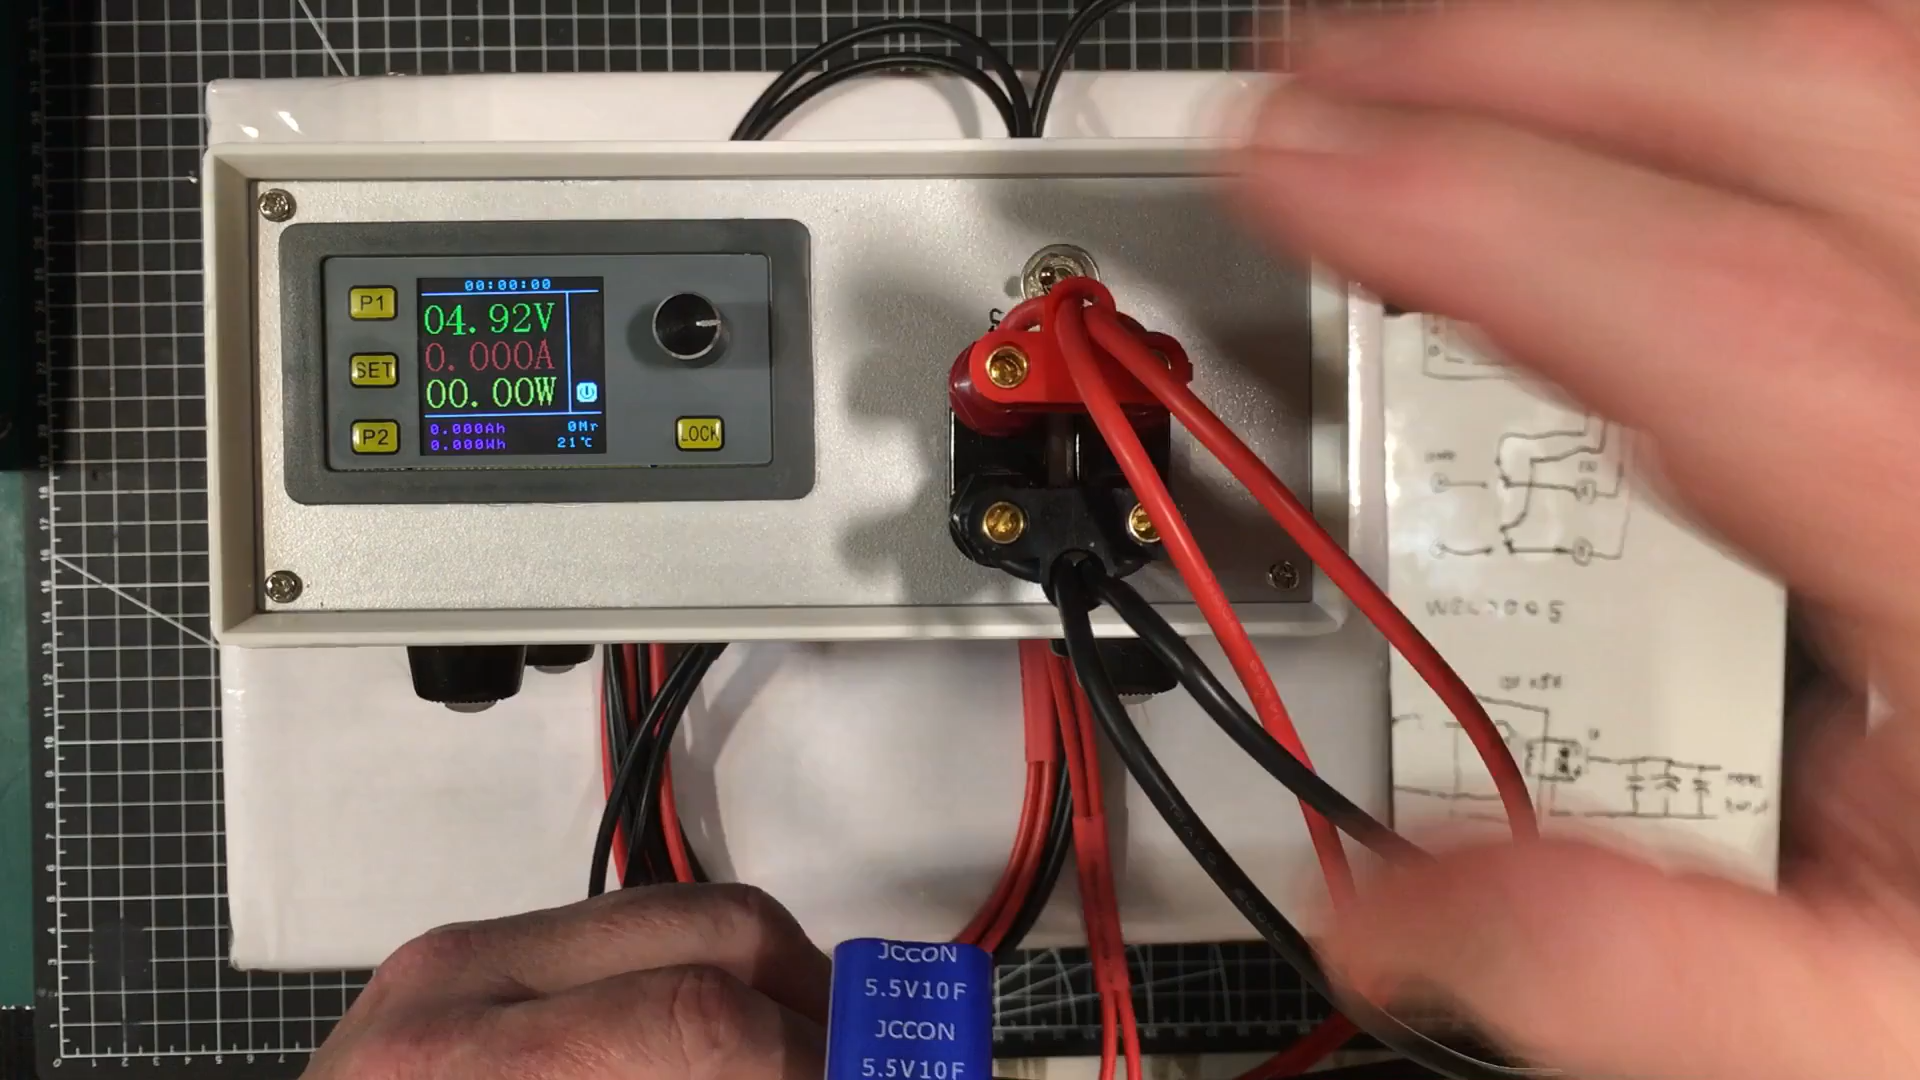 00:00:00
P1
04.92V
0.000A
SET
00.00W
0.000Ah
0Mr
P2
LOCK
0.000Wh
21℃
JCCON
5.5V10F
JCCON
5.5V10F